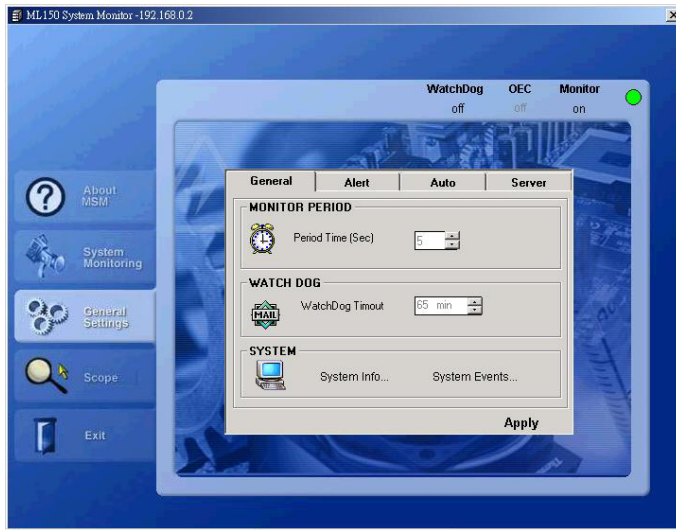 ML150 System Monitor -192.168.0.2
WatchDog OEC Monitor
off off on
About
MSM
System
Monitoring
General
Settings
Scope
Exit
General Alert Auto Server
MONITOR PERIOD
Period Time (Sec) 5
WATCH DOG
MAIL WatchDog Timout 65 min
SYSTEM
System Info... System Events...
Apply